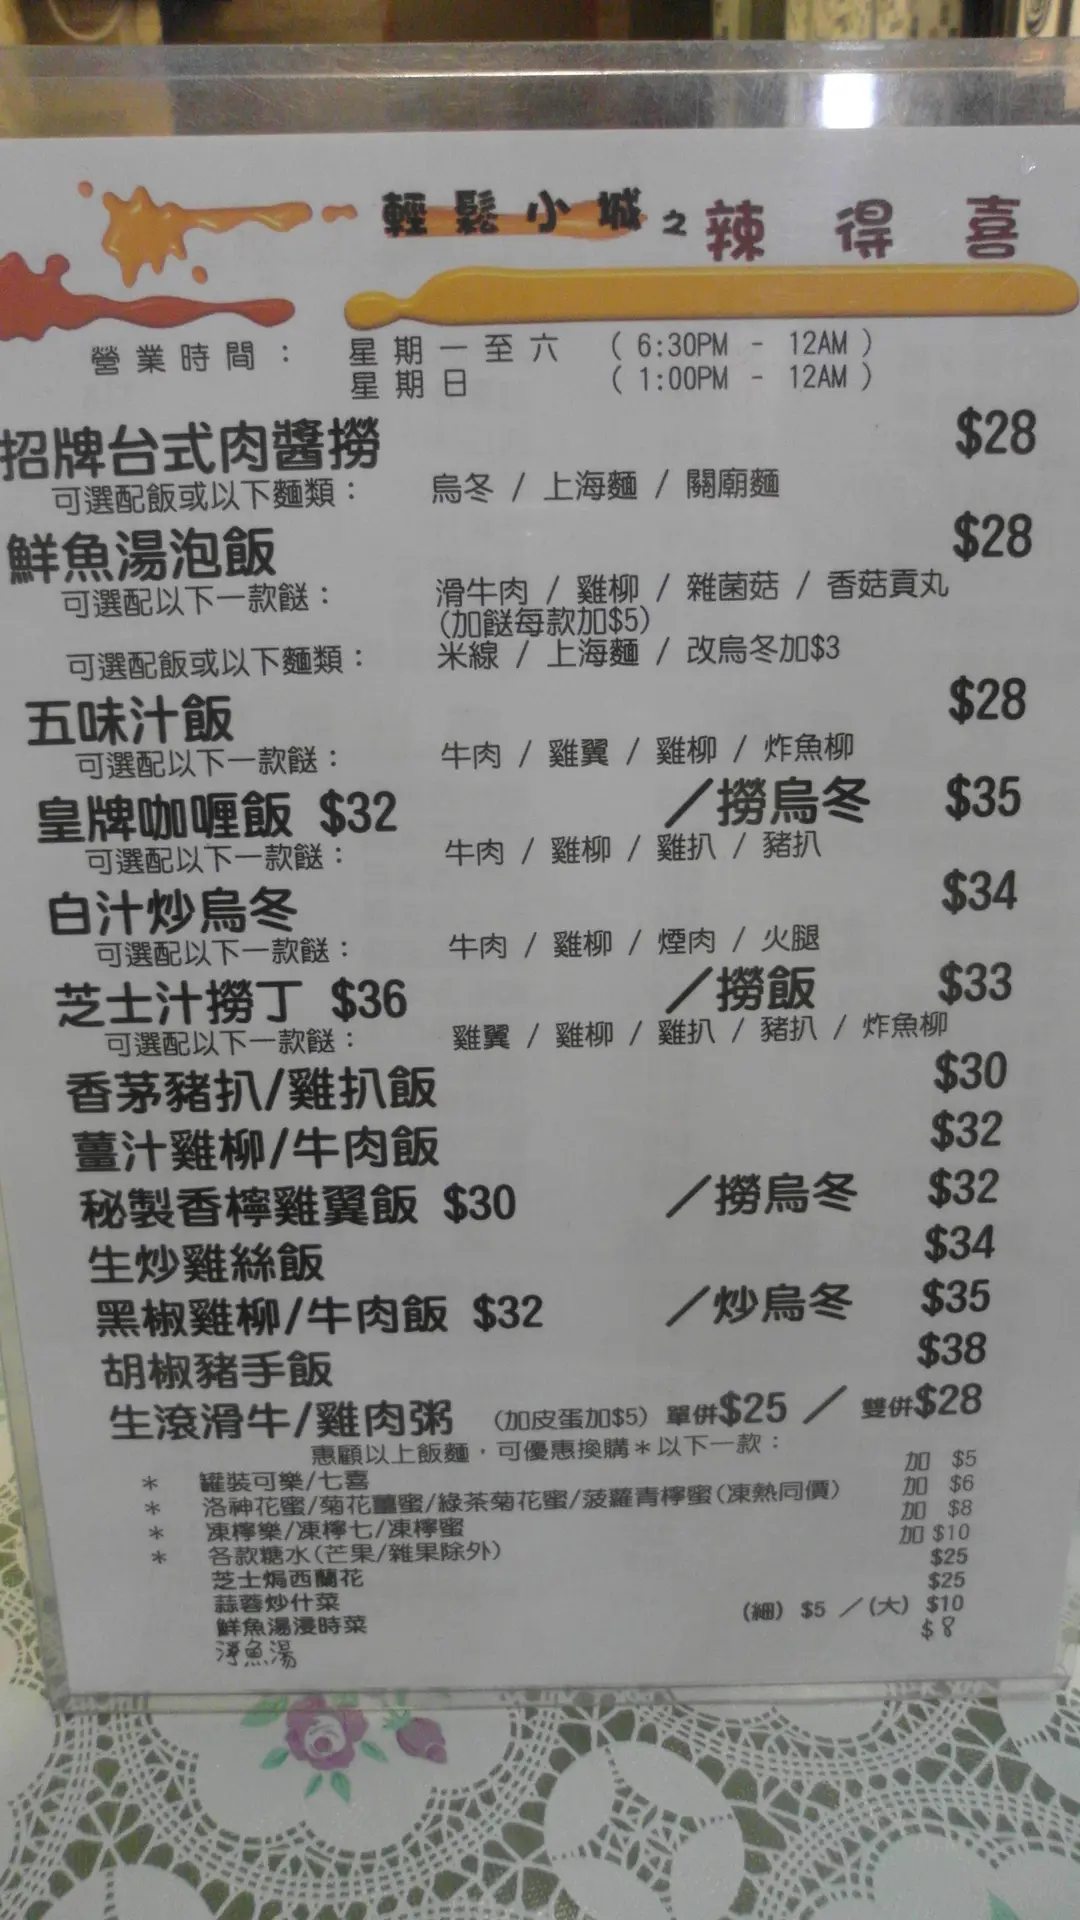 輕鬆小城之辣得喜
營業時間： 星期一至六 (6:30PM - 12AM)
星期日 (1:00PM - 12AM)
招牌台式肉醬撈 $28
可選配飯或以下麵類： 烏冬 / 上海麵 / 關廟麵
鮮魚湯泡飯 $28
可選配以下一款餸： 滑牛肉 / 雞柳 / 雜菌菇 / 香菇貢丸
(加餸每款加$5)
可選配飯或以下麵類： 米線 / 上海麵 / 改烏冬加$3
五味汁飯 $28
可選配以下一款餸： 牛肉 / 雞翼 / 雞柳 / 炸魚柳
皇牌咖喱飯 $32 ／撈烏冬 $35
可選配以下一款餸： 牛肉 / 雞柳 / 雞扒 / 豬扒
白汁炒烏冬 $34
可選配以下一款餸： 牛肉 / 雞柳 / 煙肉 / 火腿
芝士汁撈丁 $36 ／撈飯 $33
可選配以下一款餸： 雞翼 / 雞柳 / 雞扒 / 豬扒 / 炸魚柳
香茅豬扒/雞扒飯 $30
薑汁雞柳/牛肉飯 $32
秘製香檸雞翼飯 $30 ／撈烏冬 $32
生炒雞絲飯 $34
黑椒雞柳/牛肉飯 $32 ／炒烏冬 $35
胡椒豬手飯 $38
生滾滑牛/雞肉粥 (加皮蛋加$5) 單併$25 ／ 雙併$28
惠顧以上飯麵，可優惠換購＊以下一款：
＊ 罐裝可樂/七喜 加 $5
＊ 洛神花蜜/菊花薑蜜/綠茶菊花蜜/菠蘿青檸蜜(凍熱同價) 加 $6
＊ 凍檸樂/凍檸七/凍檸蜜 加 $8
＊ 各款糖水(芒果/雜果除外) 加 $10
芝士焗西蘭花 $25
蒜蓉炒什菜 $25
鮮魚湯浸時菜 (細) $5 ／(大) $10
淨魚湯 $8